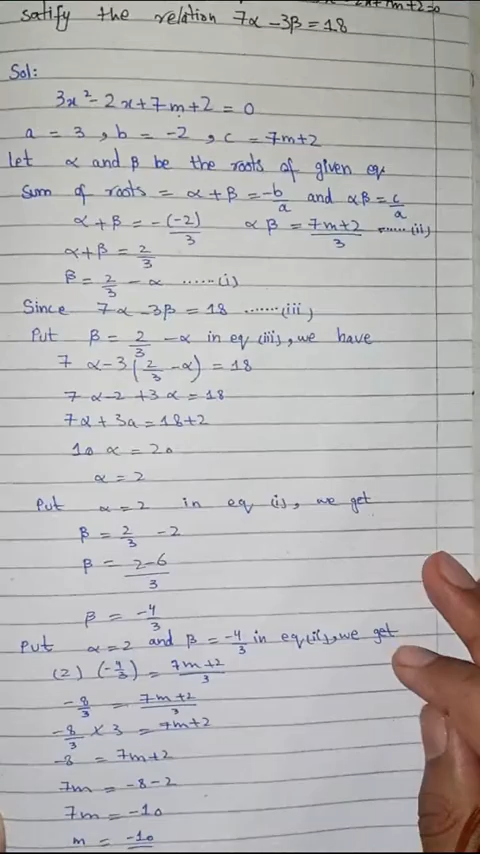 x+7m+2=0
satify the relation 7α-3β=18
Sol:
3x²-2x+7m+2=0
a=3, b=-2, c=7m+2
Let α and β be the roots of given eq
Sum of roots = α+β=-b/a and αβ=c/a
α+β=-(-2)/3 αβ=7m+2/3 ......(ii)
α+β=2/3
β=2/3-α ......(i)
Since 7α-3β=18 .......(iii)
Put β=2/3-α in eq (iii), we have
7α-3(2/3-α)=18
7α-2+3α=18
7α+3a=18+2
10α=20
α=2
Put α=2 in eq (i), we get
β=2/3-2
β=2-6/3
β=-4/3
Put α=2 and β=-4/3 in eq(ii), we get
(2)(-4/3)=7m+2/3
-8/3=7m+2/3
-8/3×3=7m+2
-8=7m+2
7m=-8-2
7m=-10
m=-10